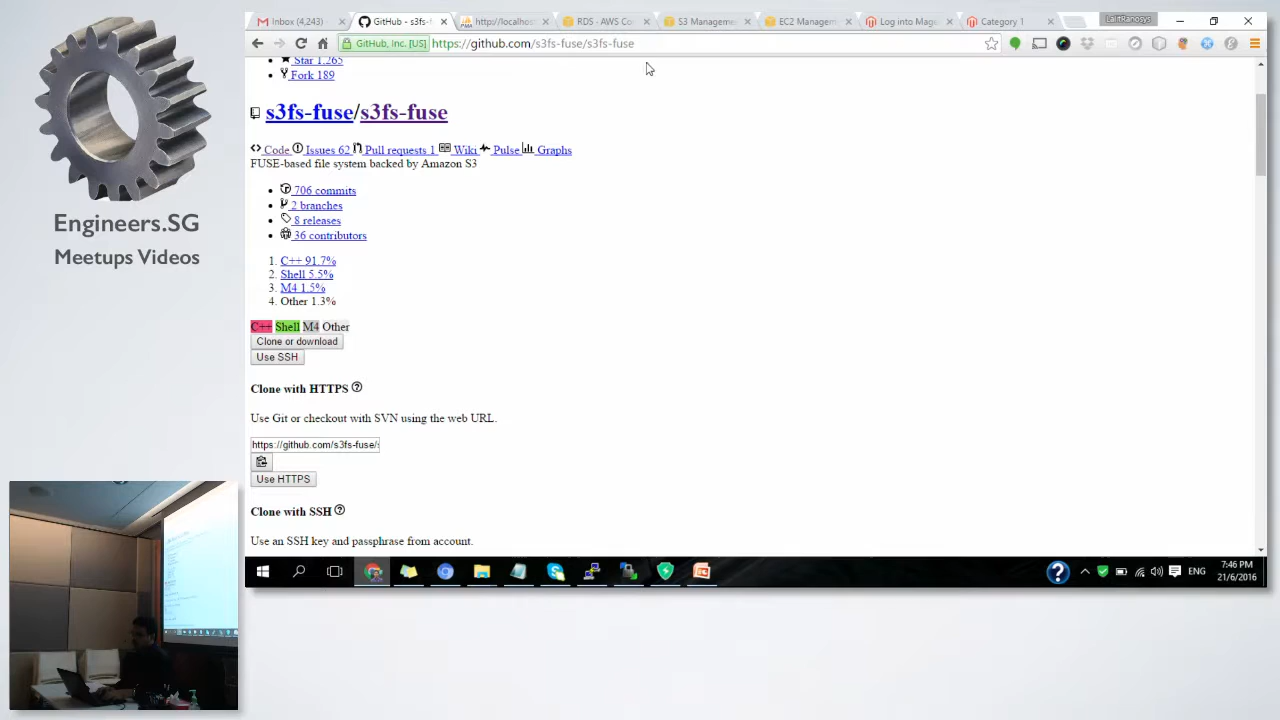 Engineers.SG
Meetups Videos
Inbox (4,243)
GitHub - s3fs-f
http://localhos
RDS - AWS Co
S3 Manageme
EC2 Managem
Log into Mage
Category 1
LalitRanosys
GitHub, Inc. [US] https://github.com/s3fs-fuse/s3fs-fuse
Star 1,265
Fork 189
s3fs-fuse/s3fs-fuse
Code Issues 62 Pull requests 1 Wiki Pulse Graphs
FUSE-based file system backed by Amazon S3
706 commits
2 branches
8 releases
36 contributors
1. C++ 91.7%
2. Shell 5.5%
3. M4 1.5%
4. Other 1.3%
C++ Shell M4 Other
Clone or download
Use SSH
Clone with HTTPS
Use Git or checkout with SVN using the web URL.
https://github.com/s3fs-fuse/s
Use HTTPS
Clone with SSH
Use an SSH key and passphrase from account.
ENG
7:46 PM
21/6/2016